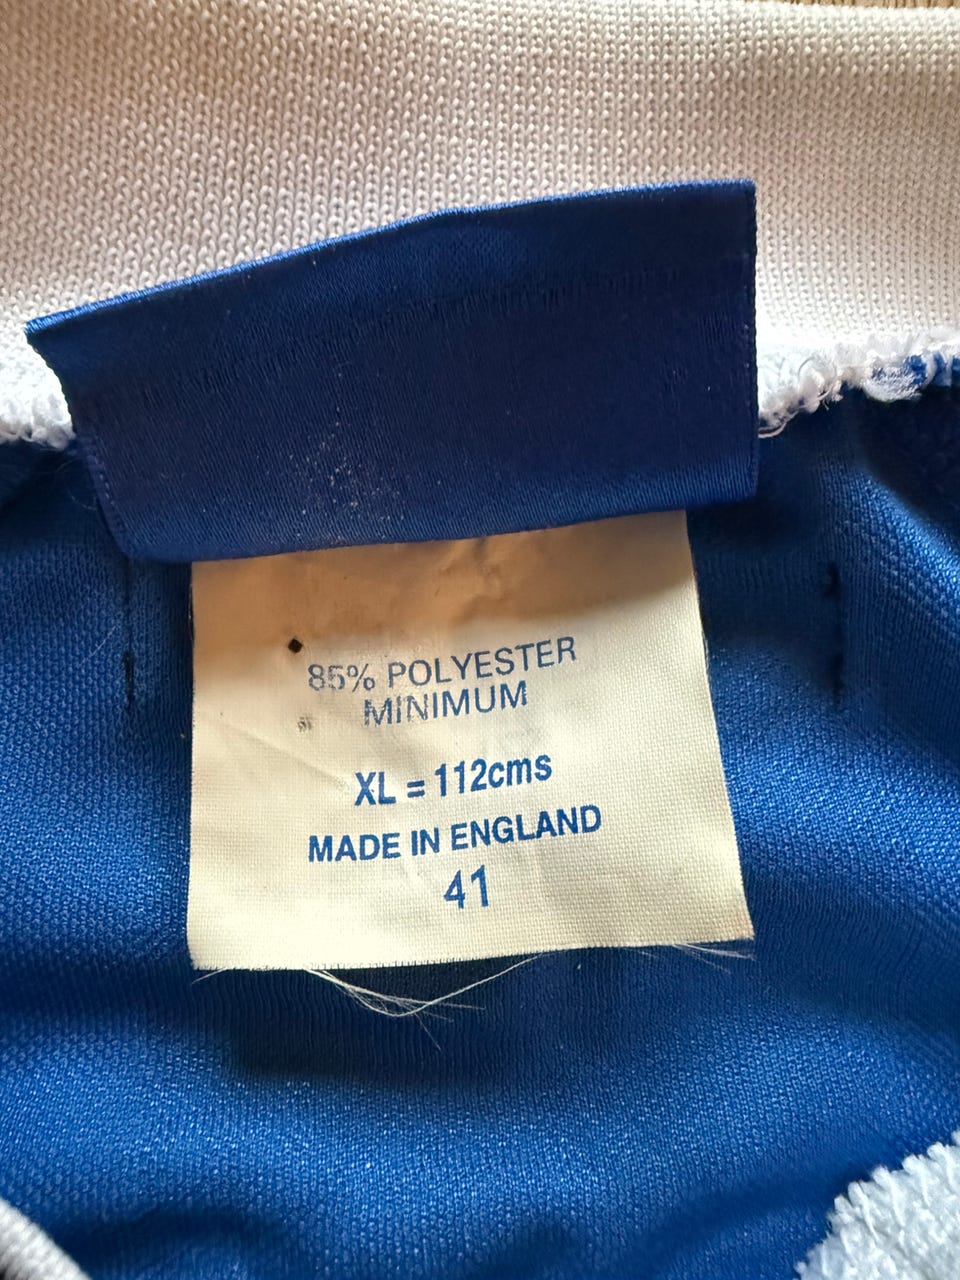 85% POLYESTER
MINIMUM
XL = 112cms
MADE IN ENGLAND
41